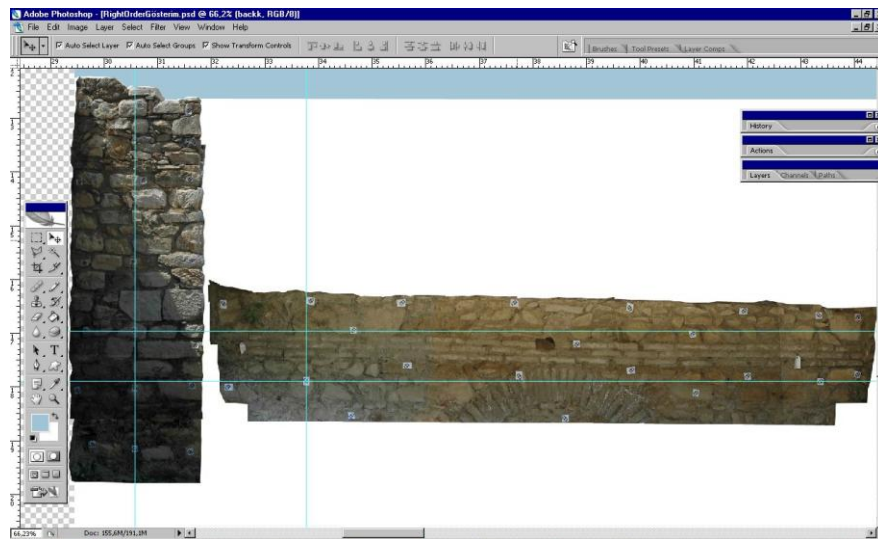 Adobe Photoshop - [RightOrderGösterim.psd @ 66,2% (backk, RGB/8)]
File Edit Image Layer Select Filter View Window Help
Auto Select Layer Auto Select Groups Show Transform Controls
Brushes Tool Presets Layer Comps
29 30 31 32 33 34 35 36 37 38 39 40 41 42 43 44
History
Actions
Layers Channels Paths
T
66,23% Doc: 155,6M/191,1M